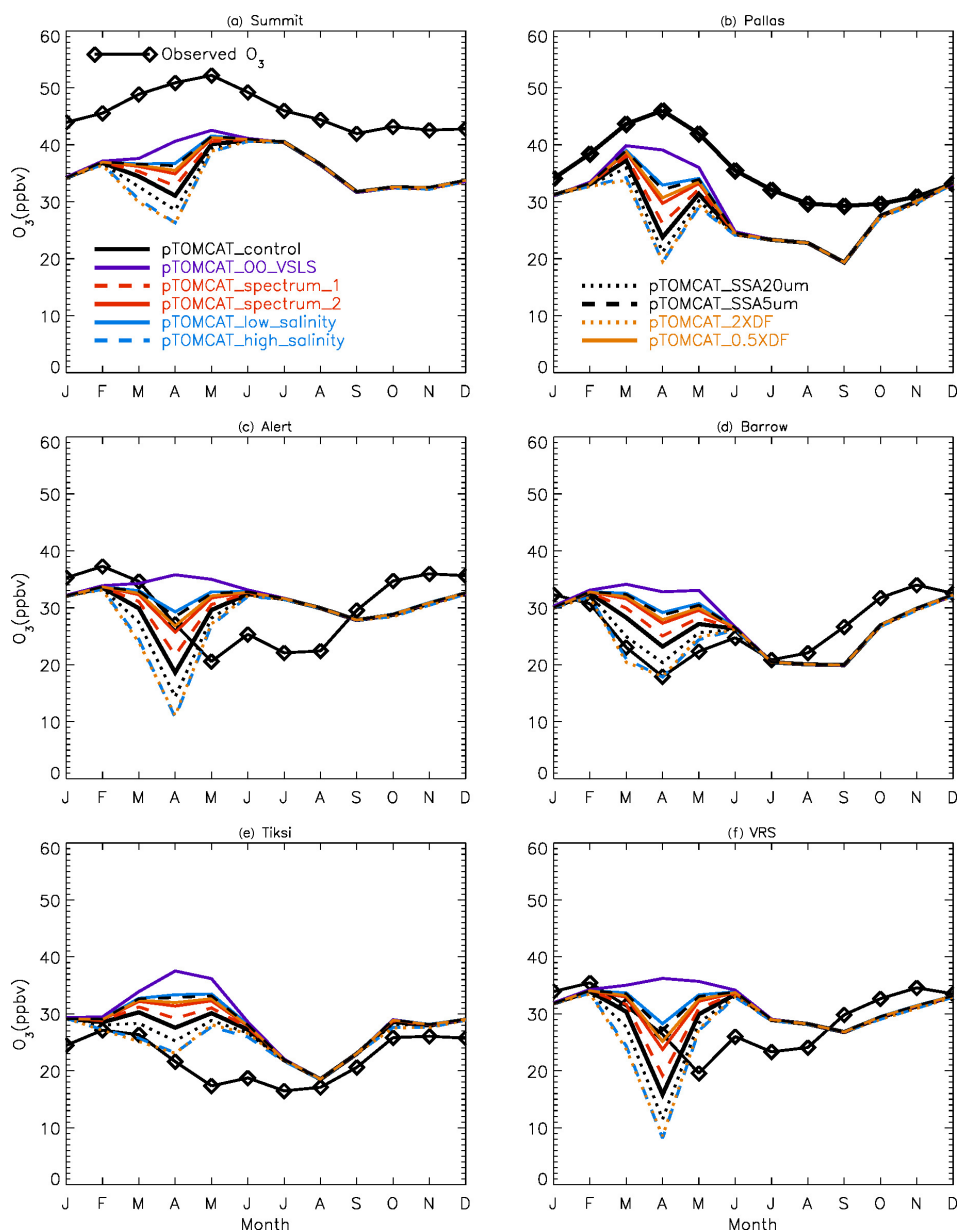 (a) Summit
60
50
40
30
20
10
0
O3(ppbv)
Observed O3
pTOMCAT_control
pTOMCAT_OO_VSLS
pTOMCAT_spectrum_1
pTOMCAT_spectrum_2
pTOMCAT_low_salinity
pTOMCAT_high_salinity
J F M A M J J A S O N D
(b) Pallas
60
50
40
30
20
10
0
pTOMCAT_SSA20um
pTOMCAT_SSA5um
pTOMCAT_2XDF
pTOMCAT_0.5XDF
J F M A M J J A S O N D
(c) Alert
60
50
40
30
20
10
0
O3(ppbv)
J F M A M J J A S O N D
(d) Barrow
60
50
40
30
20
10
0
J F M A M J J A S O N D
(e) Tiksi
60
50
40
30
20
10
0
O3(ppbv)
J F M A M J J A S O N D
Month
(f) VRS
60
50
40
30
20
10
0
J F M A M J J A S O N D
Month